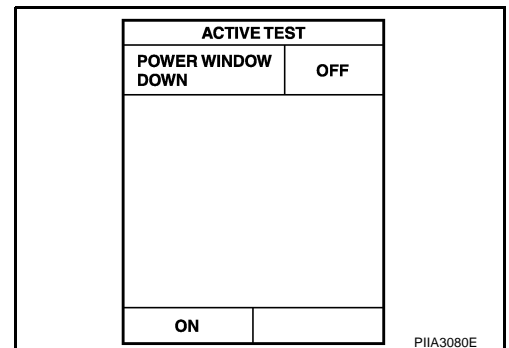 ACTIVE TEST
POWER WINDOW
DOWN
OFF
ON
PIIA3080E